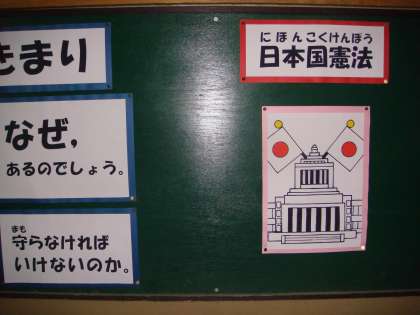 きまり
なぜ,
あるのでしょう。
まも
守らなければ
いけないのか。
にほんこくけんぽう
日本国憲法